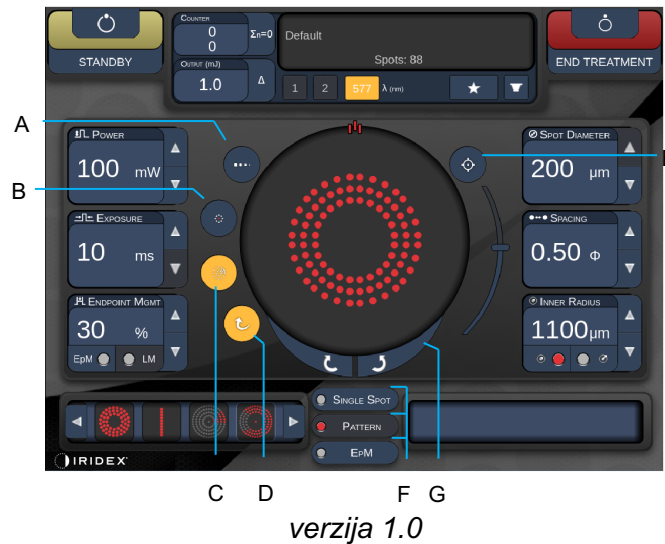 STANDBY
COUNTER
0
0
Σn=0
OUTPUT (mJ)
1.0
Δ
Default
Spots: 88
1
2
577
λ (nm)
END TREATMENT
A
POWER
100 mW
B
EXPOSURE
10 ms
ENDPOINT MGMT
30 %
EpM
LM
SPOT DIAMETER
200 µm
SPACING
0.50 Φ
INNER RADIUS
1100µm
SINGLE SPOT
PATTERN
EPM
IRIDEX
C
D
F
G
verzija 1.0